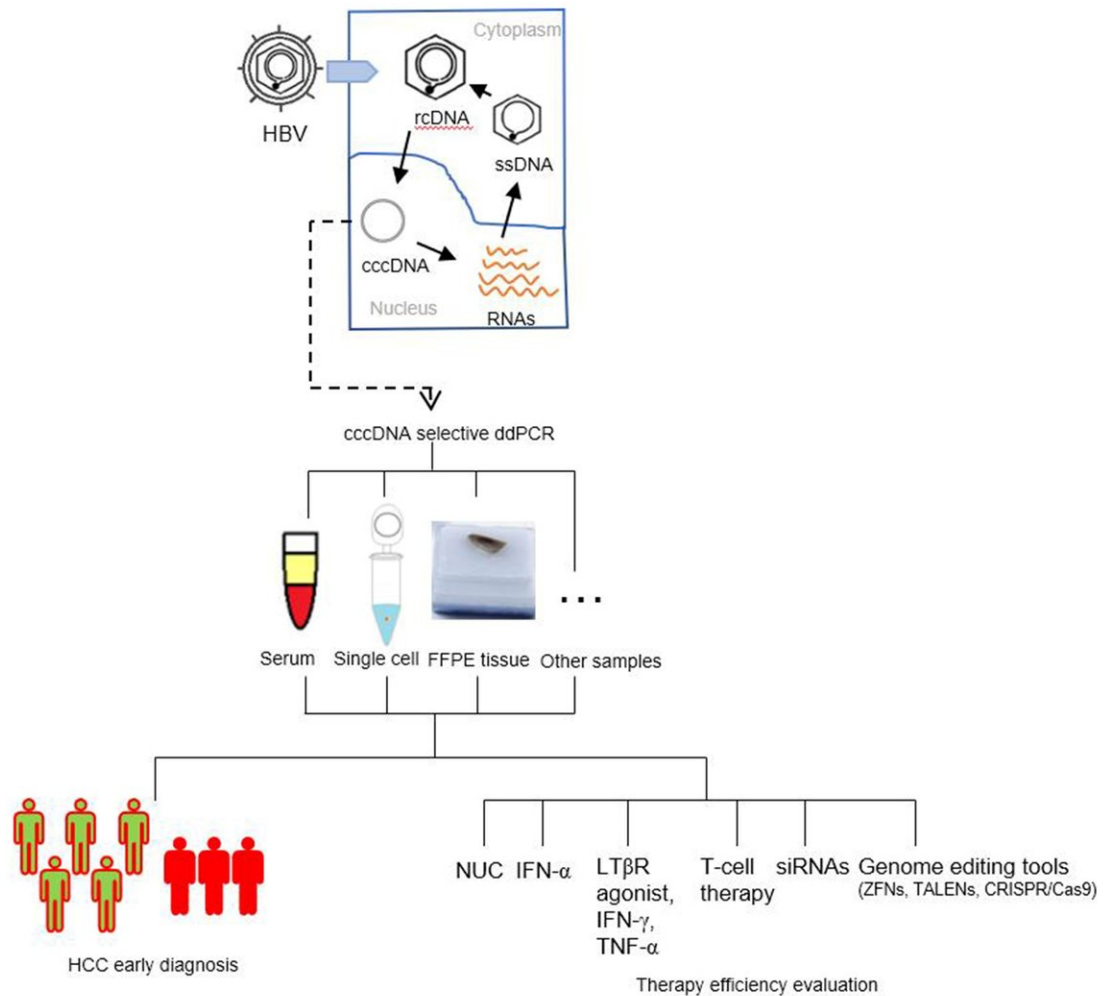 Cytoplasm
HBV
rcDNA
ssDNA
cccDNA
Nucleus
RNAs
cccDNA selective ddPCR
...
Serum
Single cell
FFPE tissue
Other samples
NUC
IFN-α
LTβR
agonist,
IFN-γ,
TNF-α
T-cell
therapy
siRNAs
Genome editing tools
(ZFNs, TALENs, CRISPR/Cas9)
HCC early diagnosis
Therapy efficiency evaluation